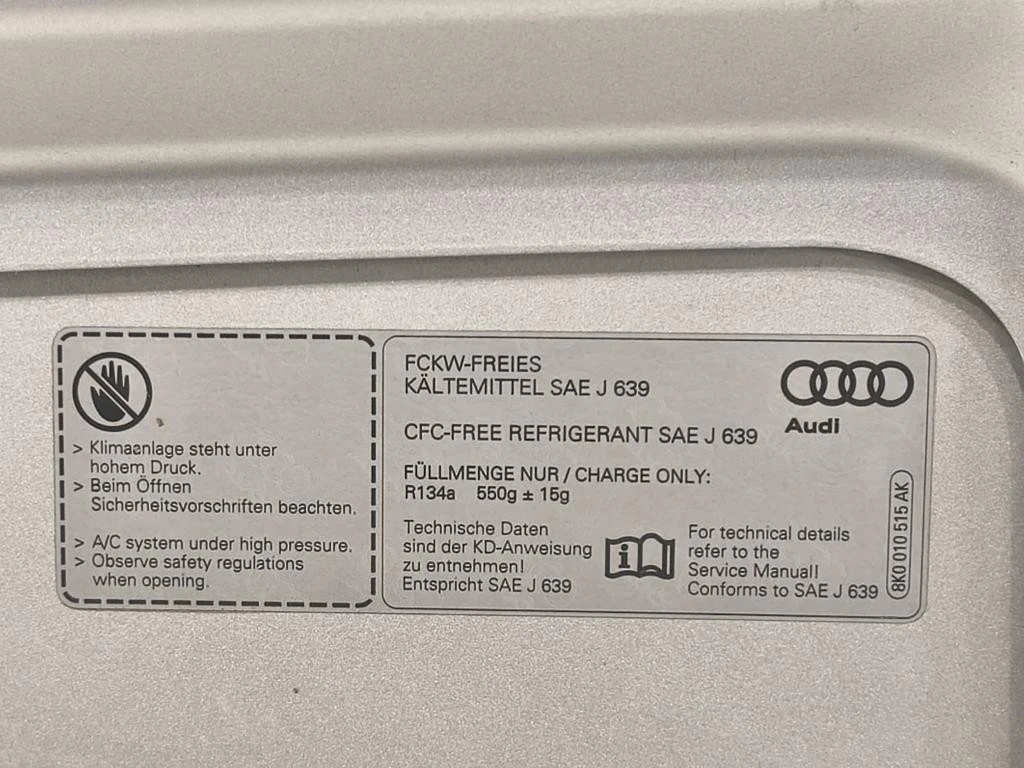 > Klimaanlage steht unter
hohem Druck.
> Beim Öffnen
Sicherheitsvorschriften beachten.
> A/C system under high pressure.
> Observe safety regulations
when opening.
FCKW-FREIES
KÄLTEMITTEL SAE J 639
CFC-FREE REFRIGERANT SAE J 639
FÜLLMENGE NUR / CHARGE ONLY:
R134a 550g ± 15g
Technische Daten
sind der KD-Anweisung
zu entnehmen!
Entspricht SAE J 639
i
For technical details
refer to the
Service Manual!
Conforms to SAE J 639
Audi
8K0 010 515 AK